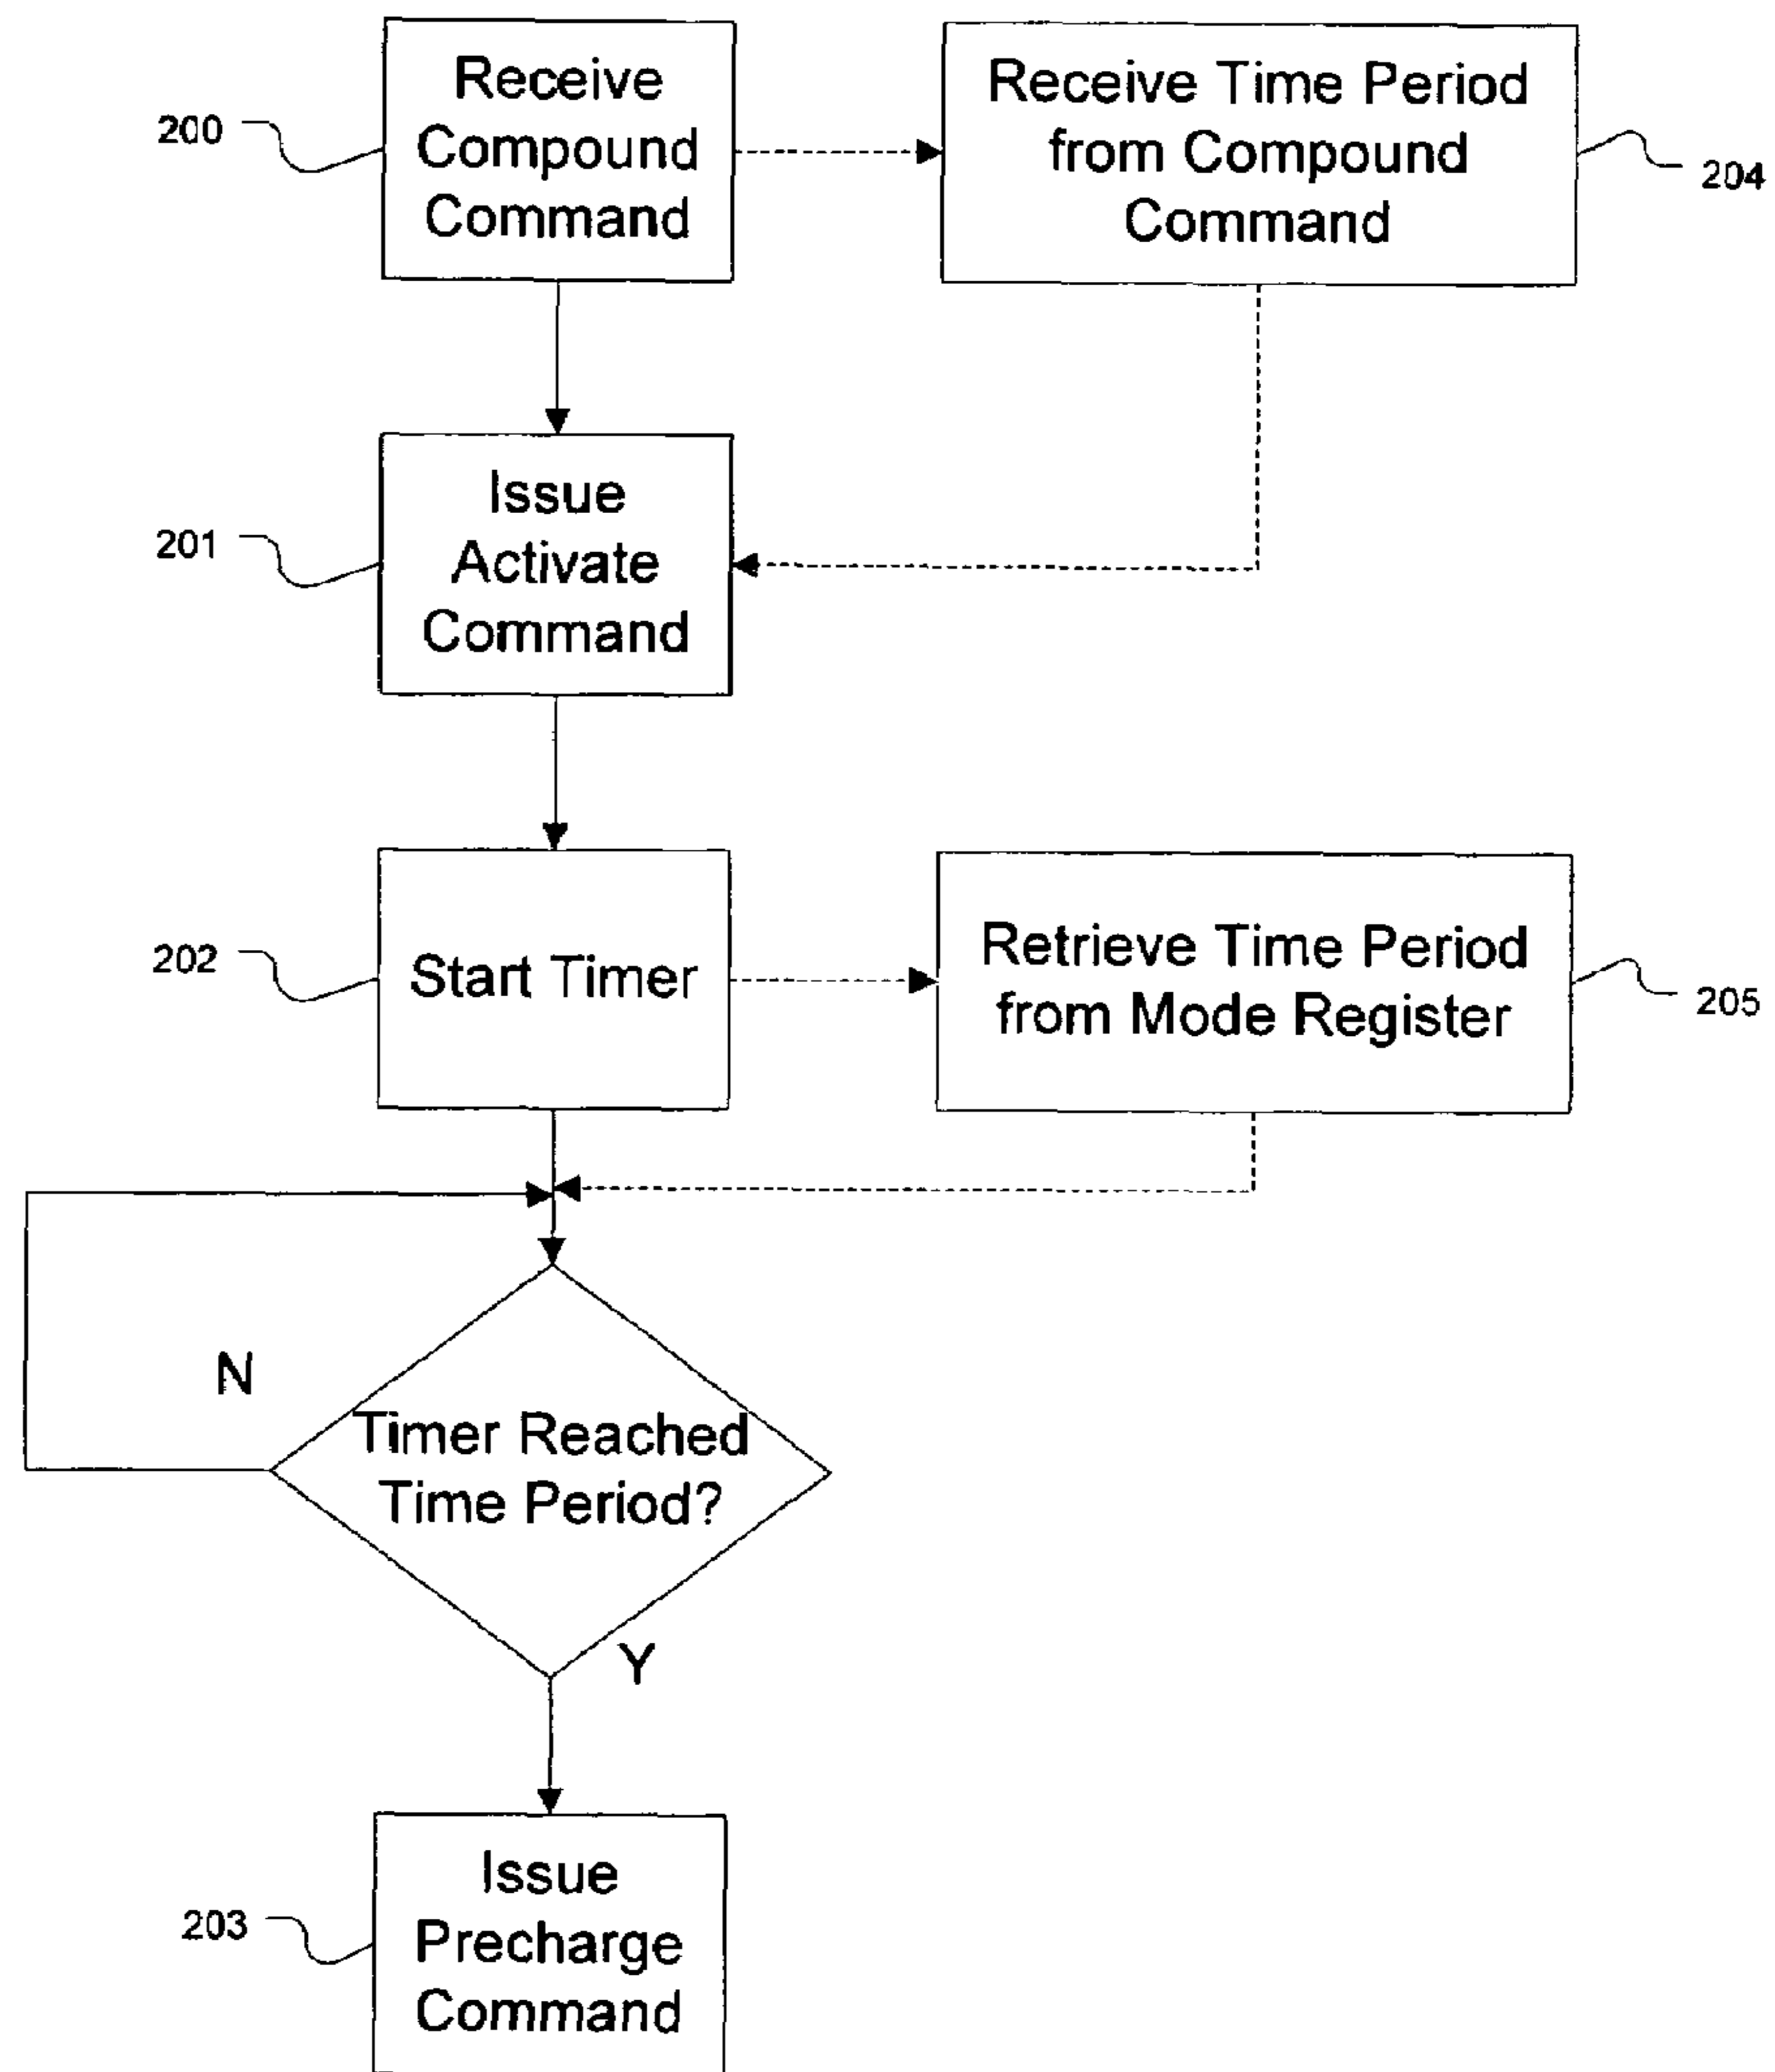 200
Receive
Compound
Command
Receive Time Period
from Compound
Command
204
201
Issue
Activate
Command
202
Start Timer
Retrieve Time Period
from Mode Register
205
N
Timer Reached
Time Period?
Y
203
Issue
Precharge
Command